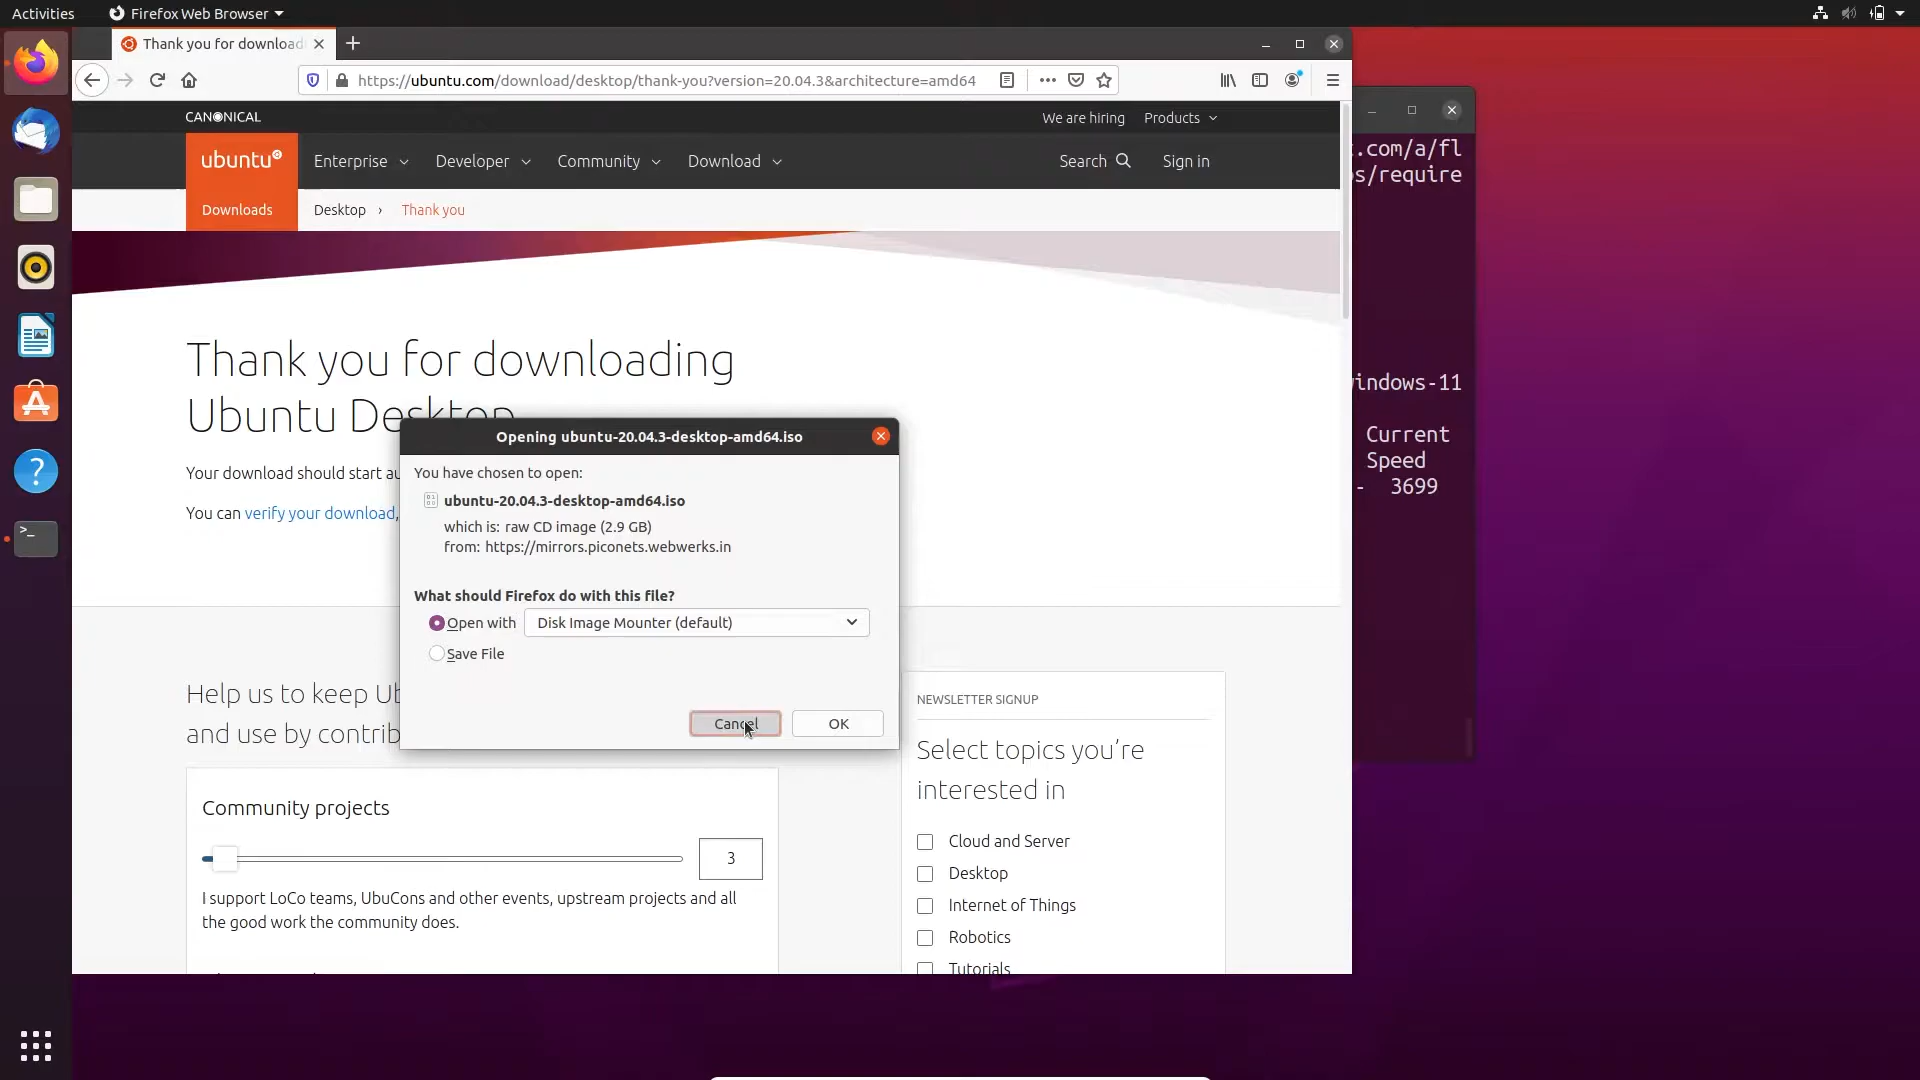 Activities
Firefox Web Browser
Thank you for download
https://ubuntu.com/download/desktop/thank-you?version=20.04.3&architecture=amd64
CANONICAL
We are hiring
Products
ubuntu
Enterprise
Developer
Community
Download
Search
Sign in
Downloads
Desktop
Thank you
.com/a/fl
s/require
indows-11
Current
Speed
- 3699
Thank you for downloading
Ubuntu Desktop
Your download should start au
You can verify your download,
Opening ubuntu-20.04.3-desktop-amd64.iso
You have chosen to open:
ubuntu-20.04.3-desktop-amd64.iso
which is: raw CD image (2.9 GB)
from: https://mirrors.piconets.webwerks.in
What should Firefox do with this file?
Open with
Disk Image Mounter (default)
Save File
Cancel
OK
Help us to keep Ub
and use by contrib
Community projects
3
I support LoCo teams, UbuCons and other events, upstream projects and all
the good work the community does.
NEWSLETTER SIGNUP
Select topics you’re
interested in
Cloud and Server
Desktop
Internet of Things
Robotics
Tutorials